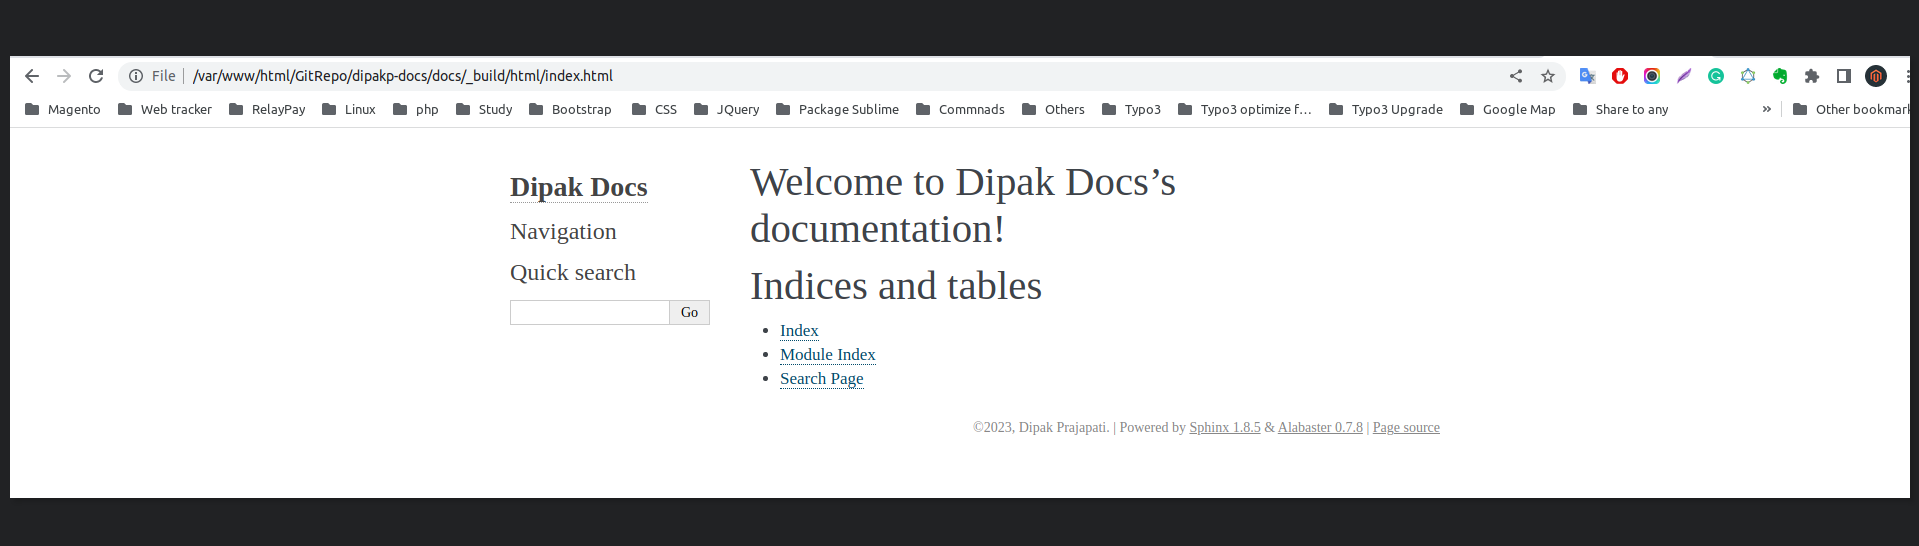 File /var/www/html/GitRepo/dipakp-docs/docs/_build/html/index.html
Magento Web tracker RelayPay Linux php Study Bootstrap CSS JQuery Package Sublime Commnads Others Typo3 Typo3 optimize f… Typo3 Upgrade Google Map Share to any » Other bookmark
Dipak Docs
Navigation
Quick search
Go
Welcome to Dipak Docs’s
documentation!
Indices and tables
Index
Module Index
Search Page
©2023, Dipak Prajapati. | Powered by Sphinx 1.8.5 & Alabaster 0.7.8 | Page source